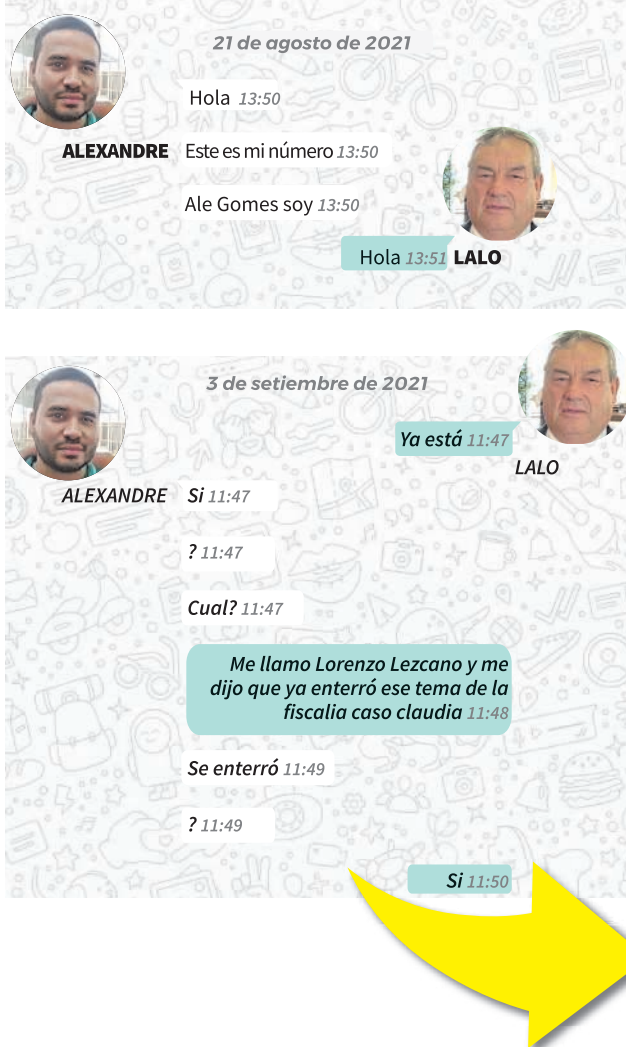 21 de agosto de 2021
Hola 13:50
ALEXANDRE Este es mi número 13:50
Ale Gomes soy 13:50
Hola 13:51 LALO
3 de setiembre de 2021
Ya está 11:47
LALO
ALEXANDRE Si 11:47
? 11:47
Cual? 11:47
Me llamo Lorenzo Lezcano y me
dijo que ya enterró ese tema de la
fiscalia caso claudia 11:48
Se enterró 11:49
? 11:49
Si 11:50